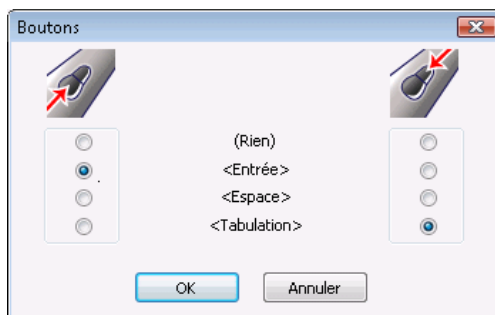 Boutons
(Rien)
<Entrée>
<Espace>
<Tabulation>
OK
Annuler